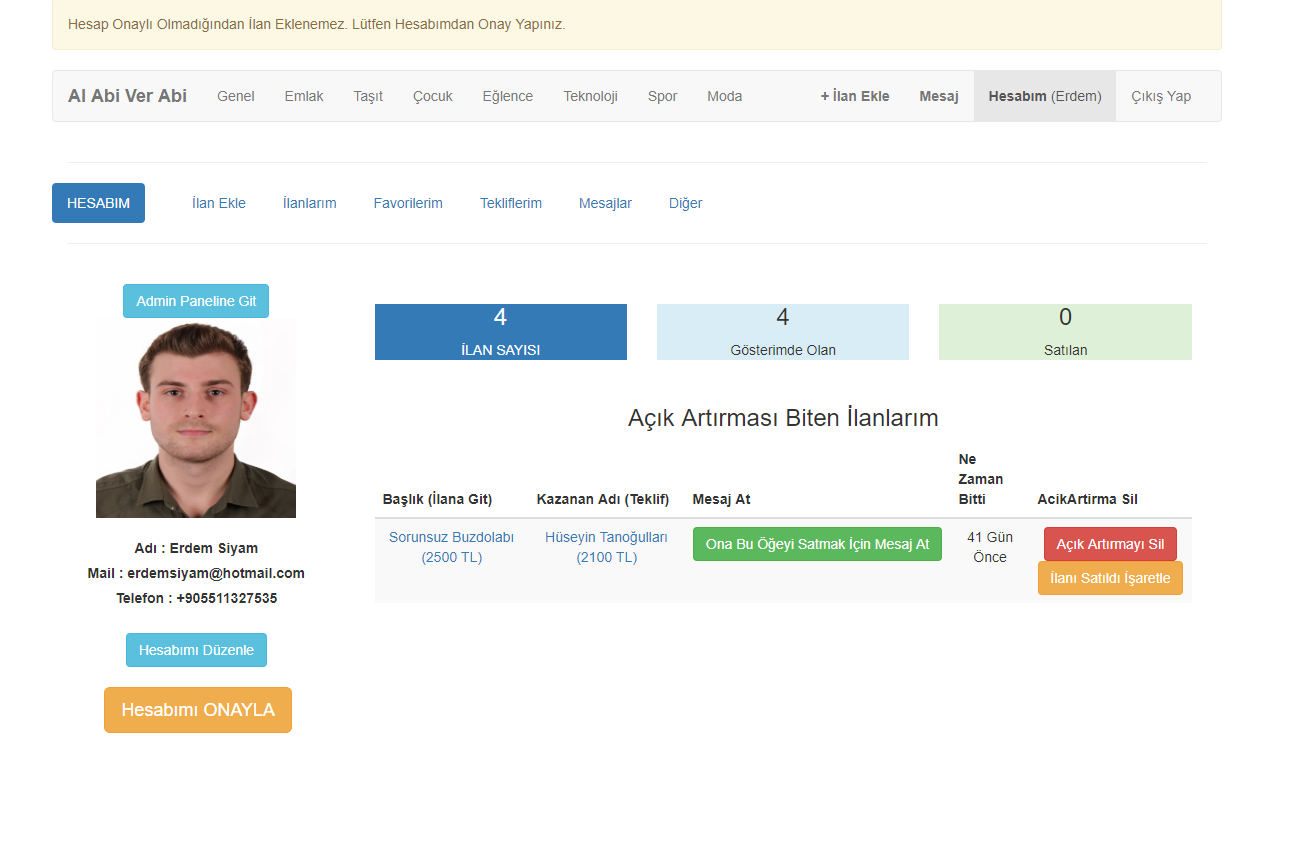 Hesap Onaylı Olmadığından İlan Eklenemez. Lütfen Hesabımdan Onay Yapınız.
Al Abi Ver Abi Genel Emlak Taşıt Çocuk Eğlence Teknoloji Spor Moda + İlan Ekle Mesaj Hesabım (Erdem) Çıkış Yap
HESABIM İlan Ekle İlanlarım Favorilerim Tekliflerim Mesajlar Diğer
Admin Paneline Git
Adı : Erdem Siyam
Mail : erdemsiyam@hotmail.com
Telefon : +905511327535
Hesabımı Düzenle
Hesabımı ONAYLA
4
İLAN SAYISI
4
Gösterimde Olan
0
Satılan
Açık Artırması Biten İlanlarım
Başlık (İlana Git) Kazanan Adı (Teklif) Mesaj At Ne Zaman Bitti AcikArtirma Sil
Sorunsuz Buzdolabı
(2500 TL)
Hüseyin Tanoğulları
(2100 TL)
Ona Bu Öğeyi Satmak İçin Mesaj At
41 Gün
Önce
Açık Artırmayı Sil
İlanı Satıldı İşaretle